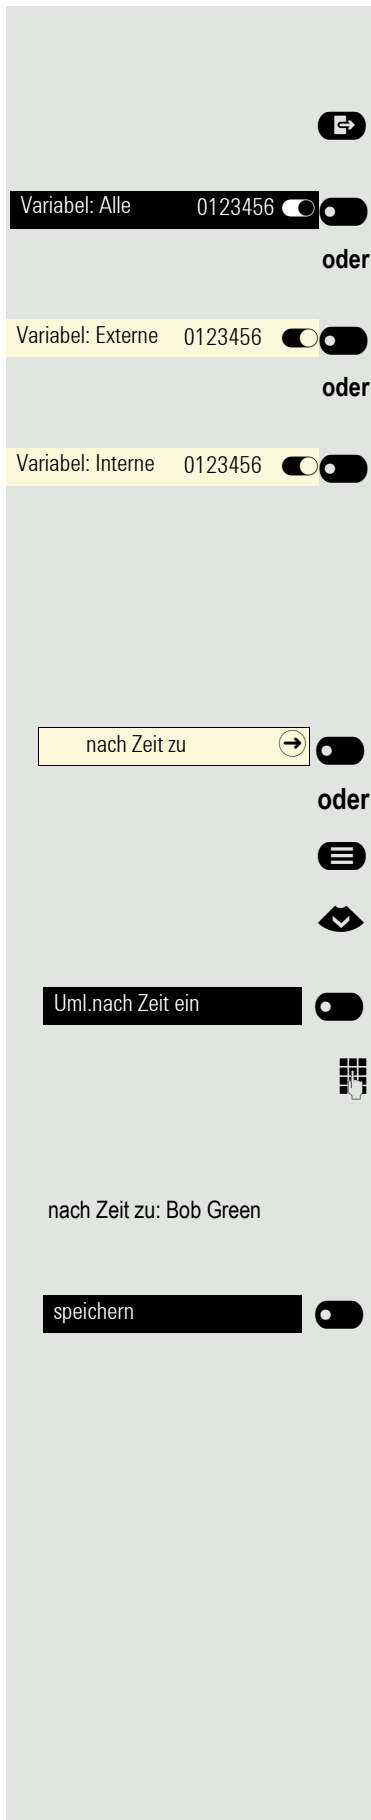 Variabel: Alle 0123456
oder
Variabel: Externe 0123456
oder
Variabel: Interne 0123456
nach Zeit zu
oder
Uml.nach Zeit ein
nach Zeit zu: Bob Green
speichern